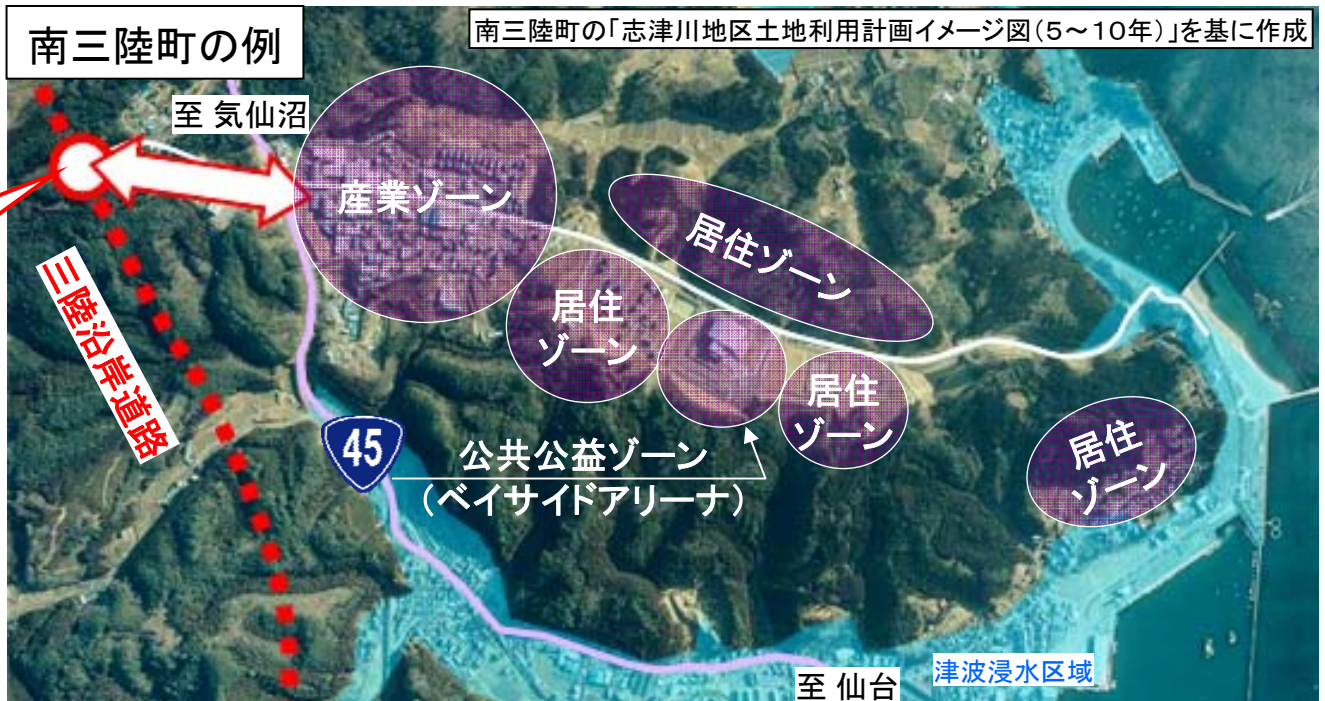 南三陸町の例
南三陸町の「志津川地区土地利用計画イメージ図(5～10年)」を基に作成
至 気仙沼
産業ゾーン
居住ゾーン
居住
ゾーン
居住
ゾーン
居住
ゾーン
三陸沿岸道路
45
公共公益ゾーン
(ベイサイドアリーナ)
至 仙台
津波浸水区域